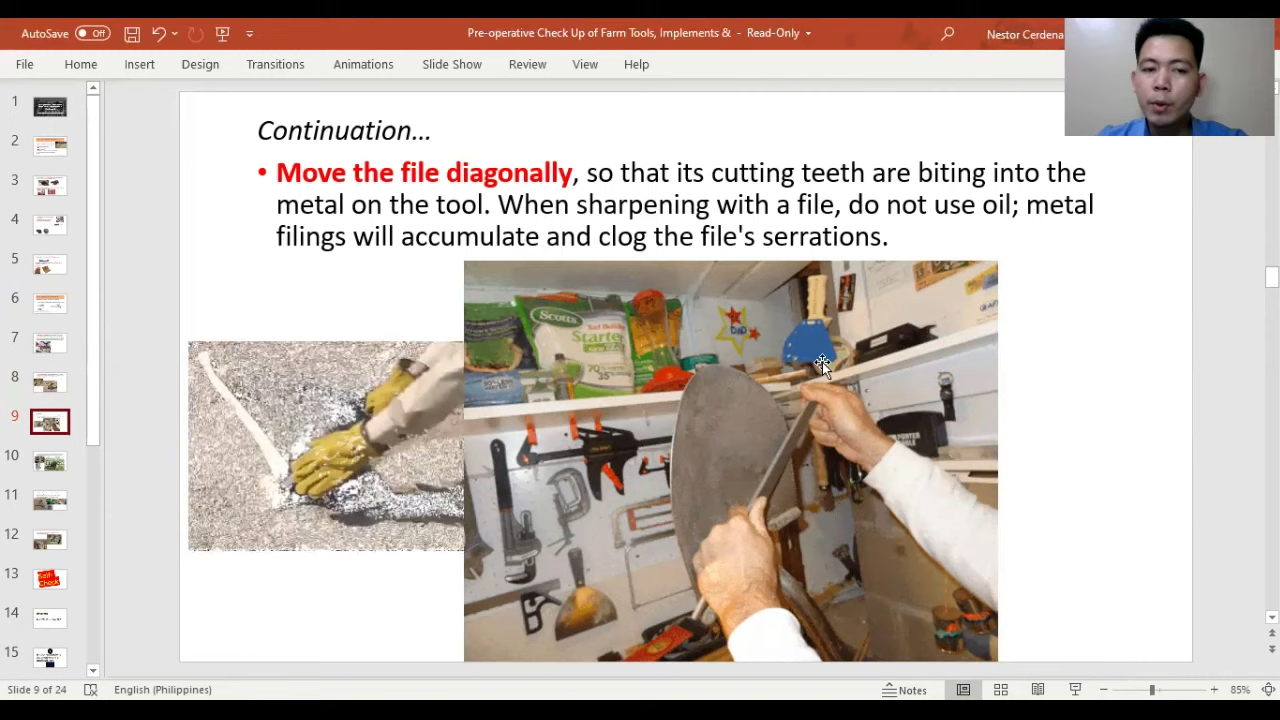 AutoSave Off
Pre-operative Check Up of Farm Tools, Implements & - Read-Only
Nestor Cerdena
File Home Insert Design Transitions Animations Slide Show Review View Help
1
2
3
4
5
6
7
8
9
10
11
12
13
14
15
Self-
Check
Continuation...
• Move the file diagonally, so that its cutting teeth are biting into the
metal on the tool. When sharpening with a file, do not use oil; metal
filings will accumulate and clog the file's serrations.
Scotts
Starter
DAD
Slide 9 of 24 English (Philippines) Notes 85%